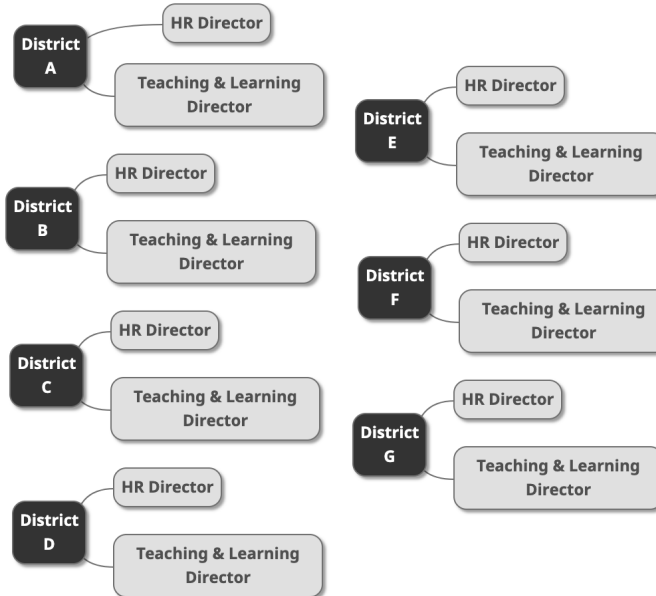 District
A
HR Director
Teaching & Learning
Director
District
B
HR Director
Teaching & Learning
Director
District
C
HR Director
Teaching & Learning
Director
District
D
HR Director
Teaching & Learning
Director
District
E
HR Director
Teaching & Learning
Director
District
F
HR Director
Teaching & Learning
Director
District
G
HR Director
Teaching & Learning
Director